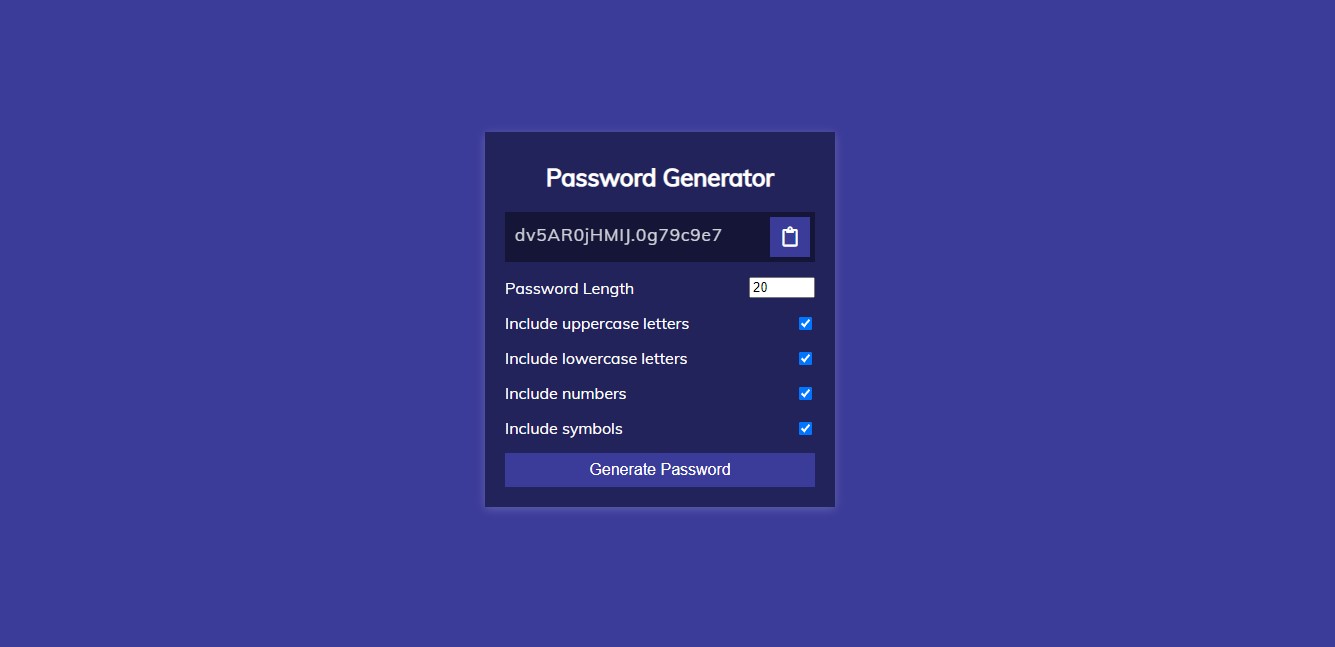 Password Generator
dv5AR0jHMIJ.0g79c9e7
Password Length
20
Include uppercase letters
Include lowercase letters
Include numbers
Include symbols
Generate Password